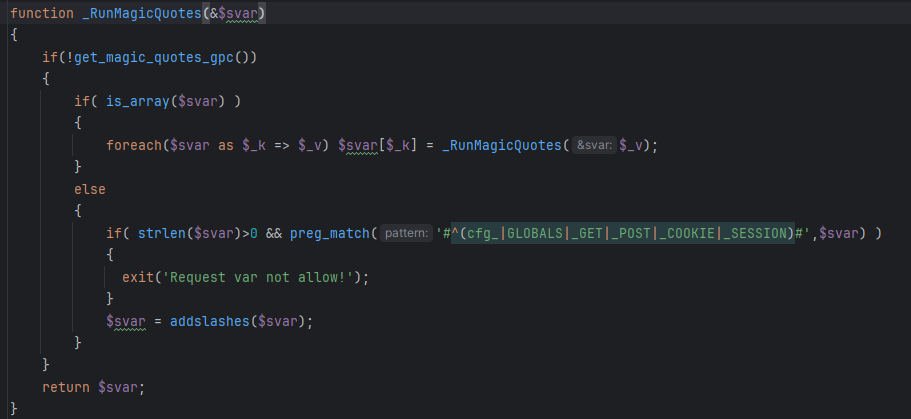 function _RunMagicQuotes(&$svar)
{
    if(!get_magic_quotes_gpc())
    {
        if( is_array($svar) )
        {
            foreach($svar as $_k => $_v) $svar[$_k] = _RunMagicQuotes( &svar: $_v);
        }
        else
        {
            if( strlen($svar)>0 && preg_match( pattern: '#^(cfg_|GLOBALS|_GET|_POST|_COOKIE|_SESSION)#',$svar) )
            {
              exit('Request var not allow!');
            }
            $svar = addslashes($svar);
        }
    }
    return $svar;
}